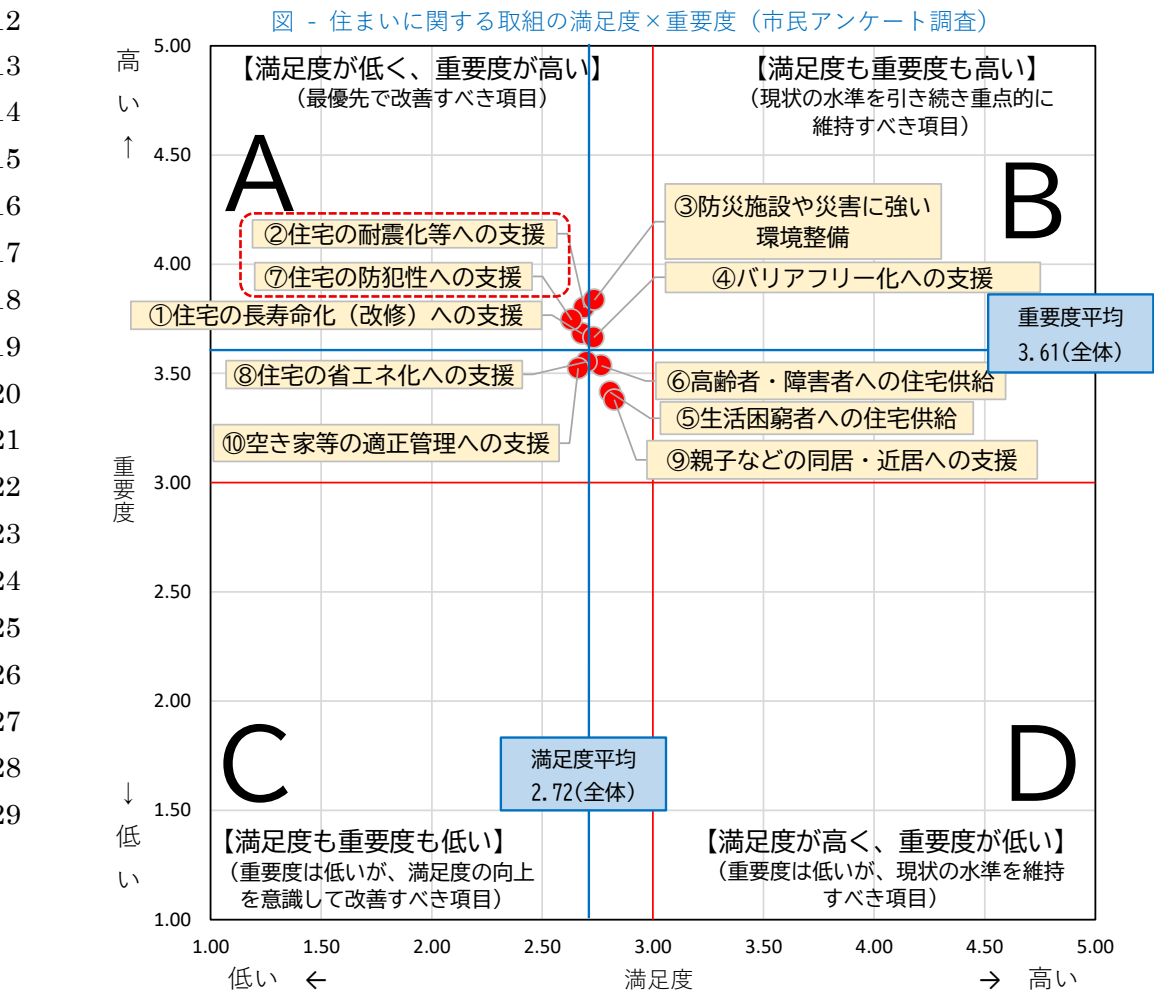 図 - 住まいに関する取組の満足度×重要度（市民アンケート調査）
12
13
14
15
16
17
18
19
20
21
22
23
24
25
26
27
28
29
高
い
↑
重
要
度
↓
低
い
5.00
4.50
4.00
3.50
3.00
2.50
2.00
1.50
1.00
【満足度が低く、重要度が高い】
（最優先で改善すべき項目）
A
【満足度も重要度も高い】
（現状の水準を引き続き重点的に
維持すべき項目）
B
②住宅の耐震化等への支援
⑦住宅の防犯性への支援
①住宅の長寿命化（改修）への支援
⑧住宅の省エネ化への支援
⑩空き家等の適正管理への支援
③防災施設や災害に強い
環境整備
④バリアフリー化への支援
重要度平均
3.61(全体)
⑥高齢者・障害者への住宅供給
⑤生活困窮者への住宅供給
⑨親子などの同居・近居への支援
満足度平均
2.72(全体)
C
【満足度も重要度も低い】
（重要度は低いが、満足度の向上
を意識して改善すべき項目）
D
【満足度が高く、重要度が低い】
（重要度は低いが、現状の水準を維持
すべき項目）
1.00 1.50 2.00 2.50 3.00 3.50 4.00 4.50 5.00
低い ← 満足度 → 高い